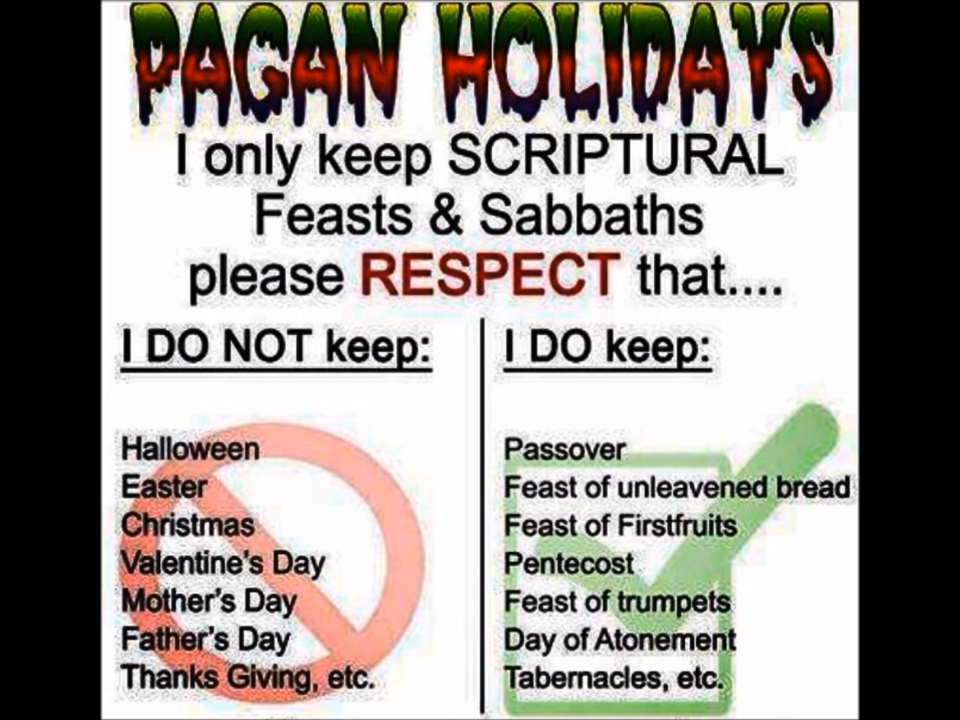 PAGAN HOLIDAYS
I only keep SCRIPTURAL
Feasts & Sabbaths
please RESPECT that....
I DO NOT keep:
Halloween
Easter
Christmas
Valentine's Day
Mother's Day
Father's Day
Thanks Giving, etc.
I DO keep:
Passover
Feast of unleavened bread
Feast of Firstfruits
Pentecost
Feast of trumpets
Day of Atonement
Tabernacles, etc.